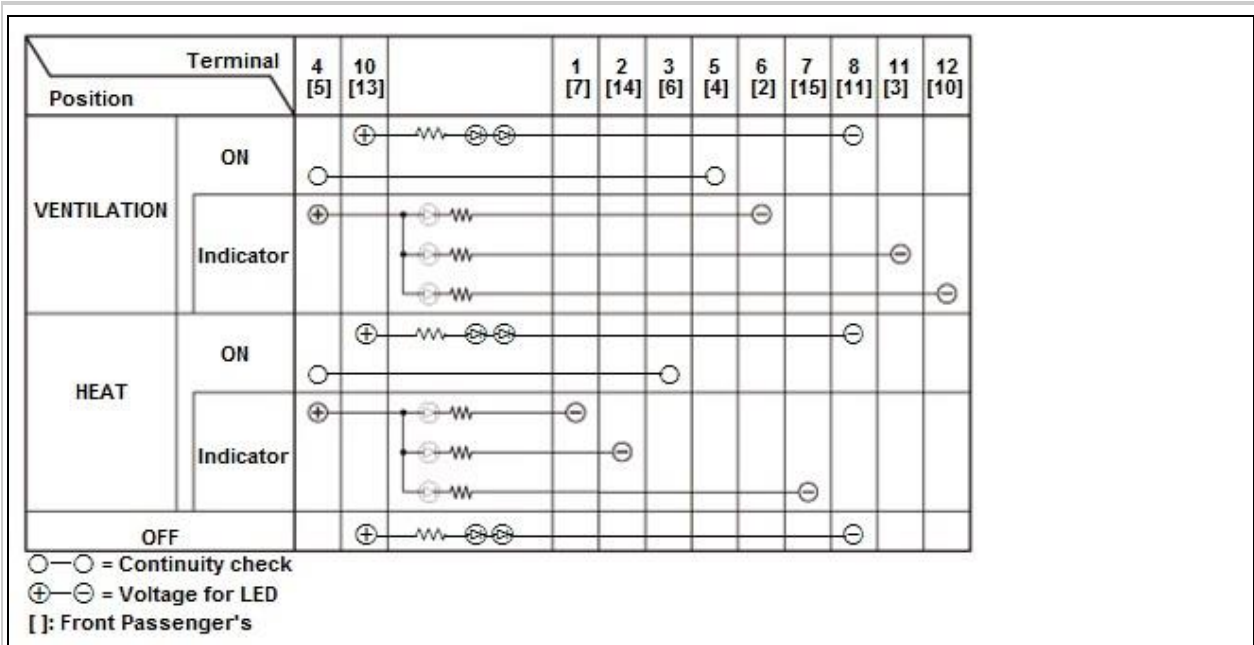 Terminal
Position
4 10 1 2 3 5 6 7 8 11 12
[5] [13] [7] [14] [6] [4] [2] [15] [11] [3] [10]
ON
VENTILATION
Indicator
ON
HEAT
Indicator
OFF
= Continuity check
= Voltage for LED
[ ]: Front Passenger's